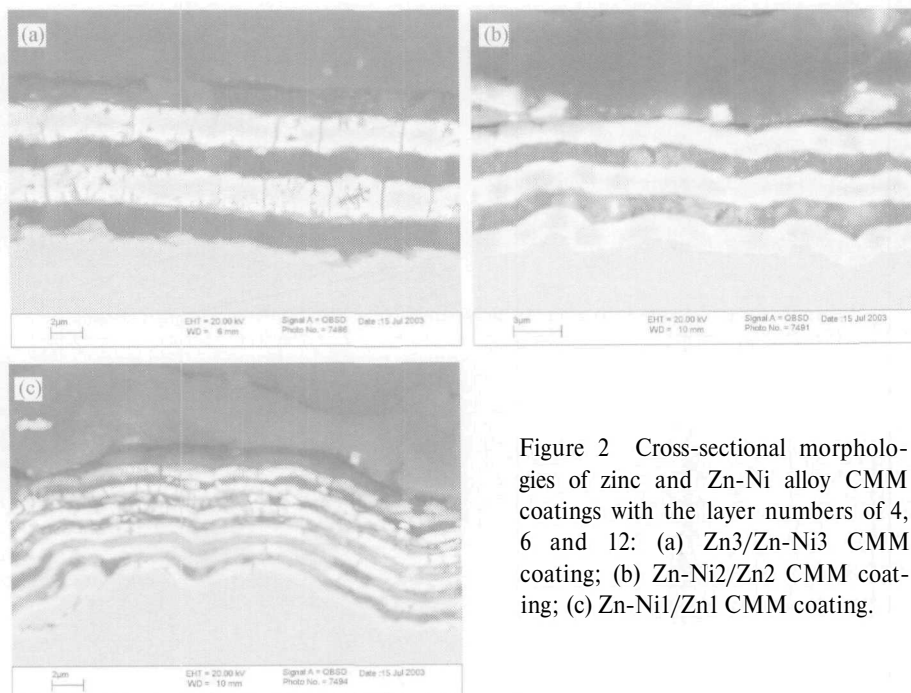 (a)
2μm
EHT = 20.00 kV
WD = 6 mm
Signal A = QBSD
Photo No. = 7486
Date :15 Jul 2003
(b)
3μm
EHT = 20.00 kV
WD = 10 mm
Signal A = QBSD
Photo No. = 7491
Date :15 Jul 2003
(c)
2μm
EHT = 20.00 kV
WD = 10 mm
Signal A = QBSD
Photo No. = 7494
Date :15 Jul 2003
Figure 2 Cross-sectional morpholo-
gies of zinc and Zn-Ni alloy CMM
coatings with the layer numbers of 4,
6 and 12: (a) Zn3/Zn-Ni3 CMM
coating; (b) Zn-Ni2/Zn2 CMM coat-
ing; (c) Zn-Ni1/Zn1 CMM coating.